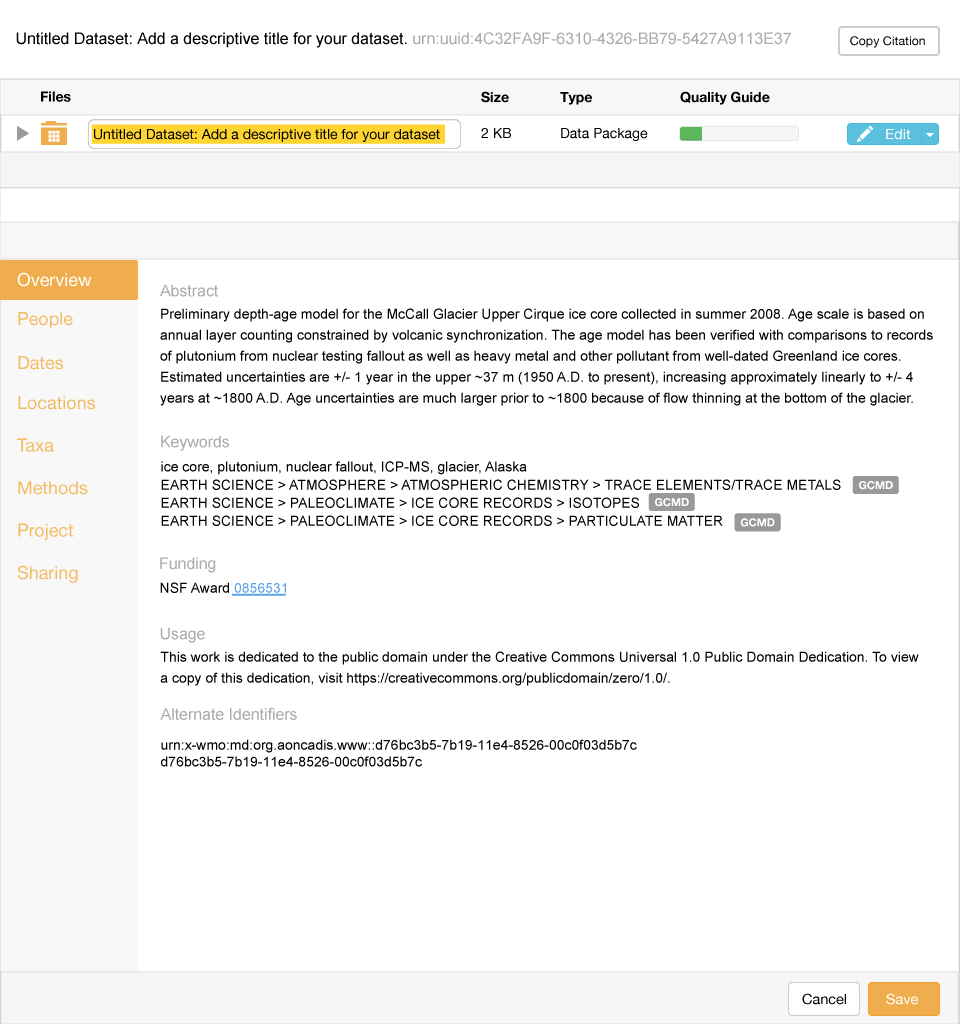 Untitled Dataset: Add a descriptive title for your dataset. urn:uuid:4C32FA9F-6310-4326-BB79-5427A9113E37
Copy Citation
Files Size Type Quality Guide
Untitled Dataset: Add a descriptive title for your dataset 2 KB Data Package Edit
Overview
People
Dates
Locations
Taxa
Methods
Project
Sharing
Abstract
Preliminary depth-age model for the McCall Glacier Upper Cirque ice core collected in summer 2008. Age scale is based on
annual layer counting constrained by volcanic synchronization. The age model has been verified with comparisons to records
of plutonium from nuclear testing fallout as well as heavy metal and other pollutant from well-dated Greenland ice cores.
Estimated uncertainties are +/- 1 year in the upper ~37 m (1950 A.D. to present), increasing approximately linearly to +/- 4
years at ~1800 A.D. Age uncertainties are much larger prior to ~1800 because of flow thinning at the bottom of the glacier.
Keywords
ice core, plutonium, nuclear fallout, ICP-MS, glacier, Alaska
EARTH SCIENCE > ATMOSPHERE > ATMOSPHERIC CHEMISTRY > TRACE ELEMENTS/TRACE METALS GCMD
EARTH SCIENCE > PALEOCLIMATE > ICE CORE RECORDS > ISOTOPES GCMD
EARTH SCIENCE > PALEOCLIMATE > ICE CORE RECORDS > PARTICULATE MATTER GCMD
Funding
NSF Award 0856531
Usage
This work is dedicated to the public domain under the Creative Commons Universal 1.0 Public Domain Dedication. To view
a copy of this dedication, visit https://creativecommons.org/publicdomain/zero/1.0/.
Alternate Identifiers
urn:x-wmo:md:org.aoncadis.www::d76bc3b5-7b19-11e4-8526-00c0f03d5b7c
d76bc3b5-7b19-11e4-8526-00c0f03d5b7c
Cancel Save